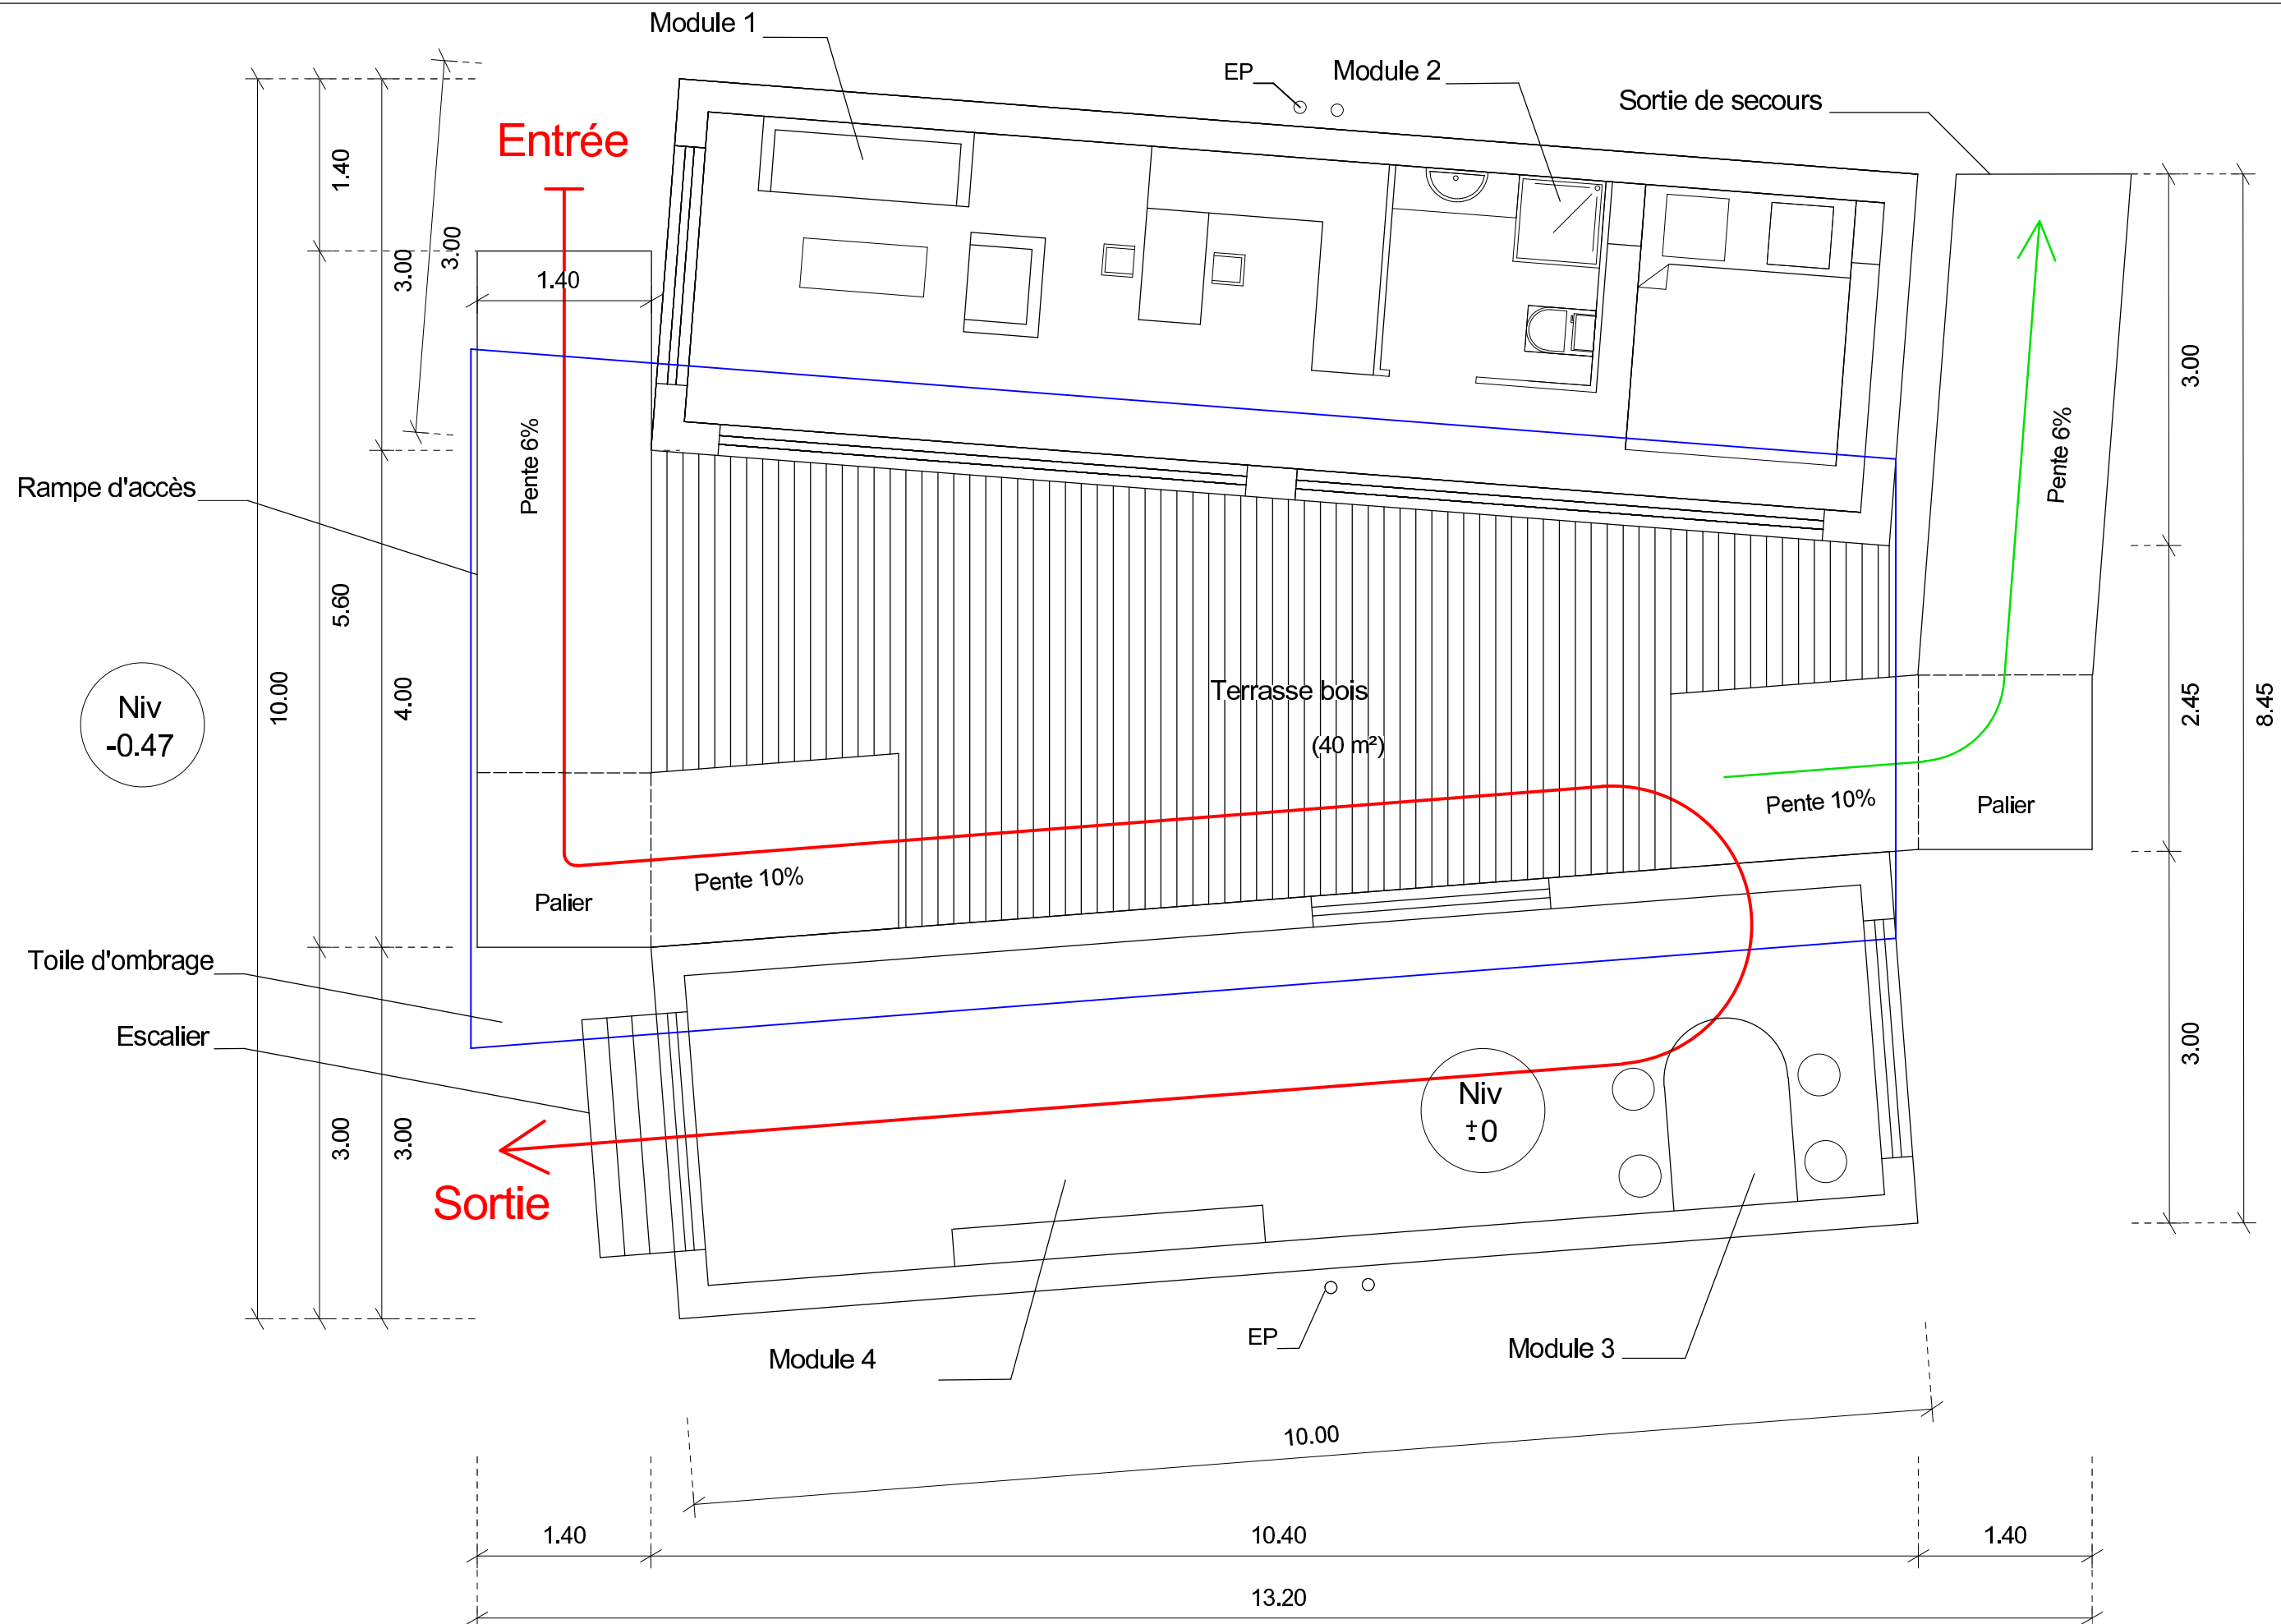 Module 1
EP
Module 2
Sortie de secours
Entrée
1.40
3.00
3.00
1.40
3.00
Pente 6%
Pente 6%
Rampe d'accès
5.60
10.00
4.00
Niv
-0.47
Terrasse bois
(40 m²)
2.45
8.45
Pente 10%
Palier
Pente 10%
Palier
Toile d'ombrage
Escalier
3.00
3.00
3.00
Niv
±0
Sortie
EP
Module 3
Module 4
10.00
1.40
10.40
1.40
13.20